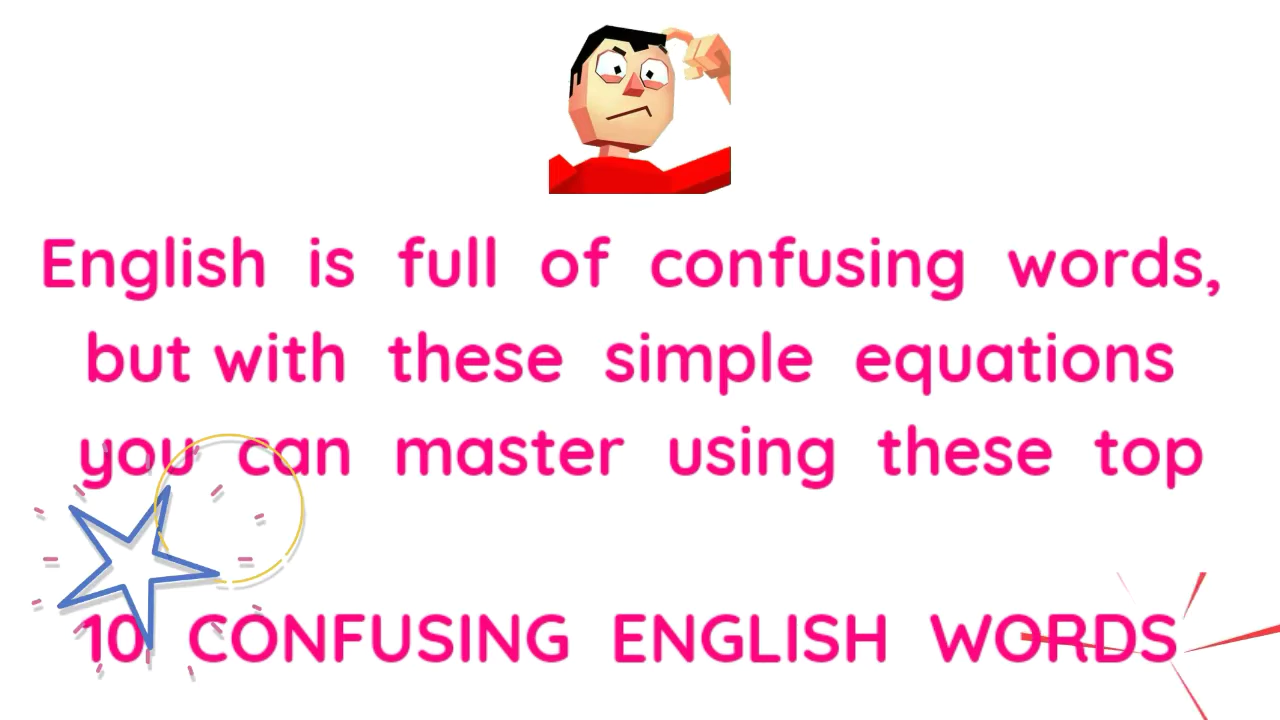 English is full of confusing words,
but with these simple equations
you can master using these top
10 CONFUSING ENGLISH WORDS